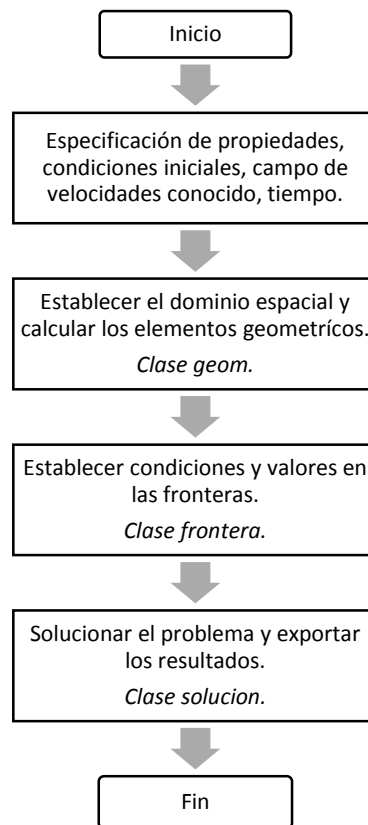 Inicio
Especificación de propiedades,
condiciones iniciales, campo de
velocidades conocido, tiempo.
Establecer el dominio espacial y
calcular los elementos geometrícos.
Clase geom.
Establecer condiciones y valores en
las fronteras.
Clase frontera.
Solucionar el problema y exportar
los resultados.
Clase solucion.
Fin